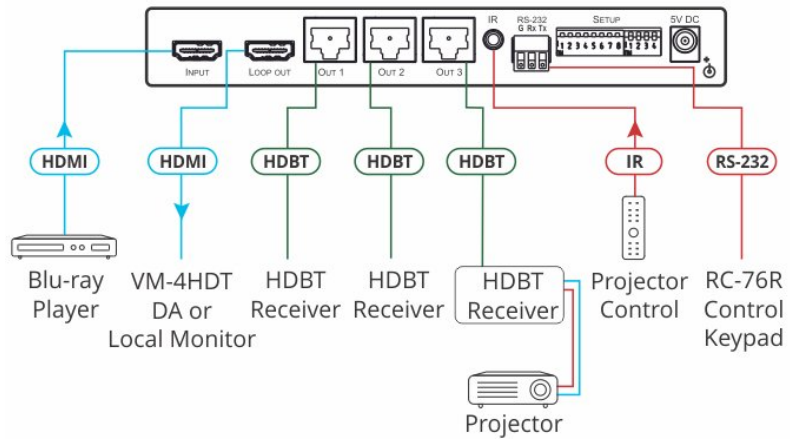 IR RS-232 SETUP 5V DC
G Rx Tx
1 2 3 4 5 6 7 8 1 2 3 4
INPUT LOOP OUT OUT 1 OUT 2 OUT 3
HDMI HDMI HDBT HDBT HDBT IR RS-232
Blu-ray
Player
VM-4HDT
DA or
Local Monitor
HDBT
Receiver
HDBT
Receiver
HDBT
Receiver
Projector
Control
RC-76R
Control
Keypad
Projector